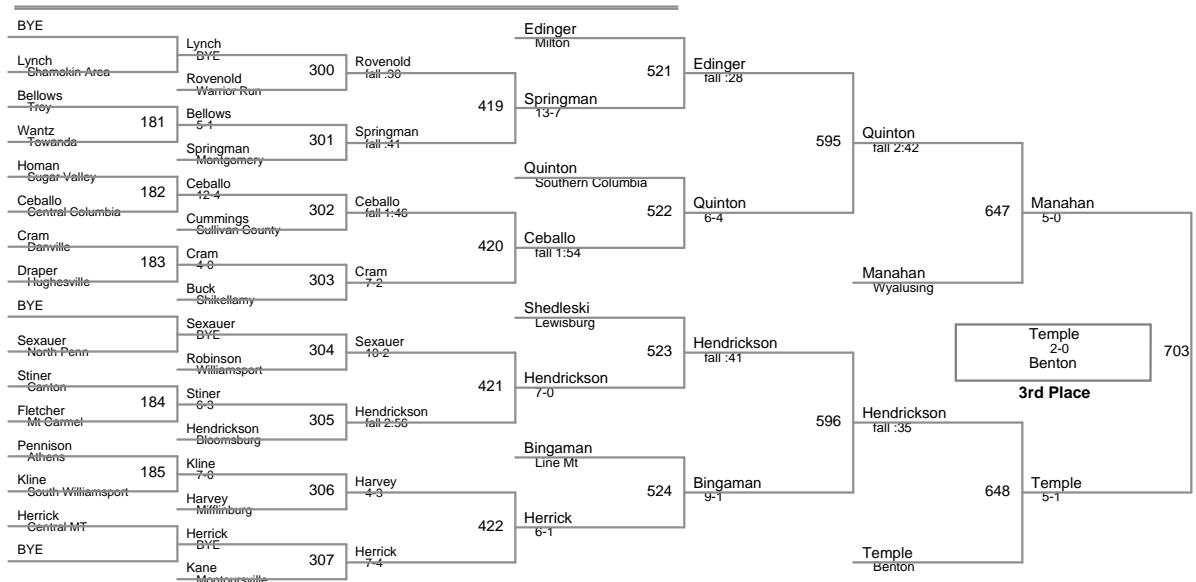 BYE
Lynch
Shamokin Area
Bellows
Troy
Wantz
Towanda
Homan
Sugar Valley
Ceballo
Central Columbia
Cram
Danville
Draper
Hughesville
BYE
Sexauer
North Penn
Stiner
Canton
Fletcher
Mt Carmel
Pennison
Athens
Kline
South Williamsport
Herrick
Central MT
BYE
181
182
183
184
185
Lynch
BYE
Rovenold
Warrior Run
Bellows
5-1
Springman
Montgomery
Ceballo
12-4
Cummings
Sullivan County
Cram
4-0
Buck
Shikellamy
Sexauer
BYE
Robinson
Williamsport
Stiner
6-3
Hendrickson
Bloomsburg
Kline
7-0
Harvey
Mifflinburg
Herrick
BYE
Kane
Montoursville
300
301
302
303
304
305
306
307
Rovenold
fall :30
Springman
fall :41
Ceballo
fall 1:46
Cram
7-2
Sexauer
10-2
Hendrickson
fall 2:56
Harvey
4-3
Herrick
7-4
419
420
421
422
Edinger
Milton
Springman
13-7
Quinton
Southern Columbia
Ceballo
fall 1:54
Shedleski
Lewisburg
Hendrickson
7-0
Bingaman
Line Mt
Herrick
6-1
521
522
523
524
Edinger
fall :28
Quinton
6-4
Hendrickson
fall :41
Bingaman
9-1
595
596
Quinton
fall 2:42
Manahan
Wyalusing
Hendrickson
fall :35
Temple
Benton
647
648
Manahan
5-0
Temple
5-1
703
Temple
2-0
Benton
3rd Place